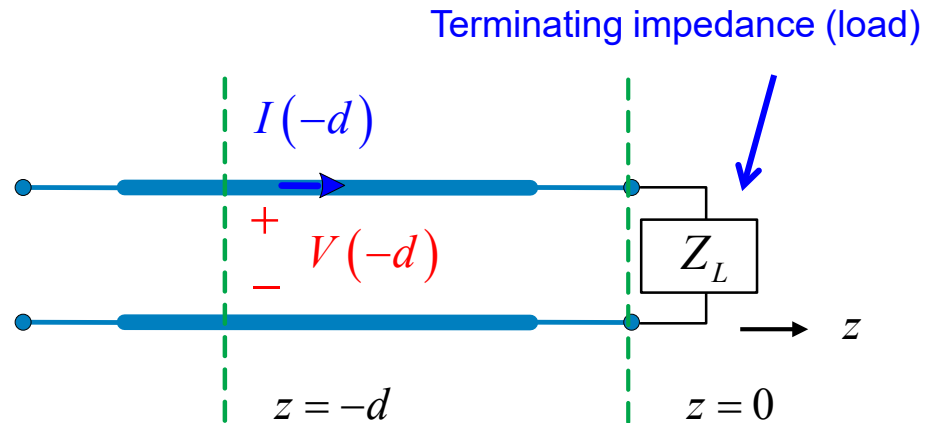 Terminating impedance (load)
I(−d)
+
V(−d)
−
Z_L
z
z = −d
z = 0